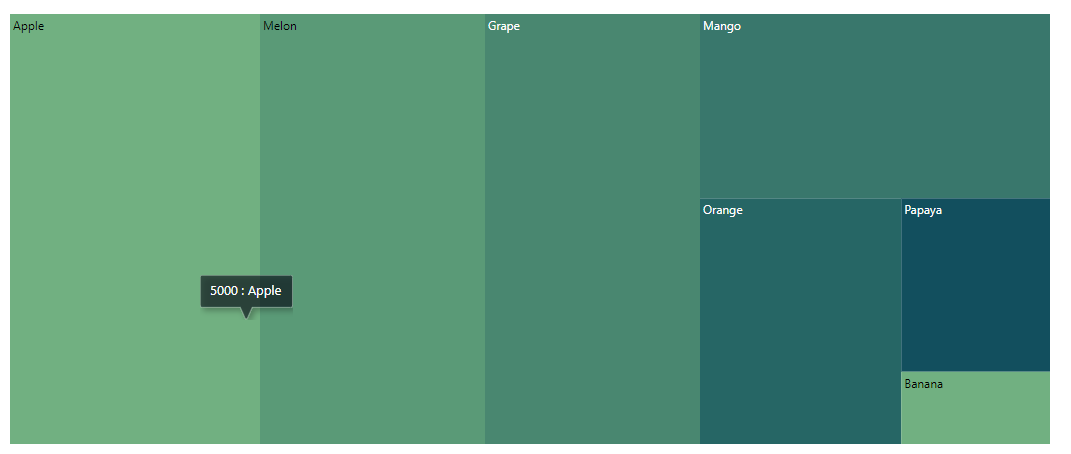 Apple
Melon
Grape
Mango
Orange
Papaya
5000 : Apple
Banana